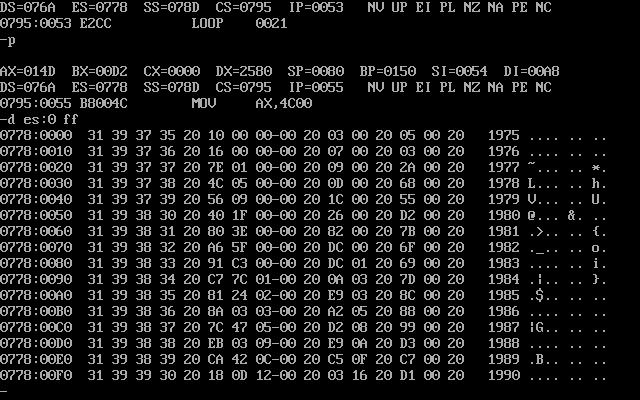 DS=076A  ES=0778  SS=078D  CS=0795  IP=0053   NV UP EI PL NZ NA PE NC
0795:0053 E2CC          LOOP    0021
-p

AX=014D  BX=00D2  CX=0000  DX=2580  SP=0080  BP=0150  SI=0054  DI=00A8
DS=076A  ES=0778  SS=078D  CS=0795  IP=0055   NV UP EI PL NZ NA PE NC
0795:0055 B8004C        MOV     AX,4C00
-d es:0 ff
0778:0000  31 39 37 35 20 10 00 00-00 20 03 00 20 05 00 20   1975 .... .. ..
0778:0010  31 39 37 36 20 16 00 00-00 20 07 00 20 03 00 20   1976 .... .. ..
0778:0020  31 39 37 37 20 7E 01 00-00 20 09 00 20 2A 00 20   1977 ~... .. *.
0778:0030  31 39 37 38 20 4C 05 00-00 20 0D 00 20 68 00 20   1978 L... .. h.
0778:0040  31 39 37 39 20 56 09 00-00 20 1C 00 20 55 00 20   1979 V... .. U.
0778:0050  31 39 38 30 20 40 1F 00-00 20 26 00 20 D2 00 20   1980 @... &. ..
0778:0060  31 39 38 31 20 80 3E 00-00 20 82 00 20 7B 00 20   1981 .>.. .. {.
0778:0070  31 39 38 32 20 A6 5F 00-00 20 DC 00 20 6F 00 20   1982 ._.. .. o.
0778:0080  31 39 38 33 20 91 C3 00-00 20 DC 01 20 69 00 20   1983 .... .. i.
0778:0090  31 39 38 34 20 C7 7C 01-00 20 0A 03 20 7D 00 20   1984 .|.. .. }.
0778:00A0  31 39 38 35 20 81 24 02-00 20 E9 03 20 8C 00 20   1985 .$.. .. ..
0778:00B0  31 39 38 36 20 8A 03 03-00 20 A2 05 20 88 00 20   1986 .... .. ..
0778:00C0  31 39 38 37 20 7C 47 05-00 20 D2 08 20 99 00 20   1987 |G.. .. ..
0778:00D0  31 39 38 38 20 EB 03 09-00 20 E9 0A 20 D3 00 20   1988 .... .. ..
0778:00E0  31 39 38 39 20 CA 42 0C-00 20 C5 0F 20 C7 00 20   1989 .B.. .. ..
0778:00F0  31 39 39 30 20 18 0D 12-00 20 03 16 20 D1 00 20   1990 .... .. ..
-